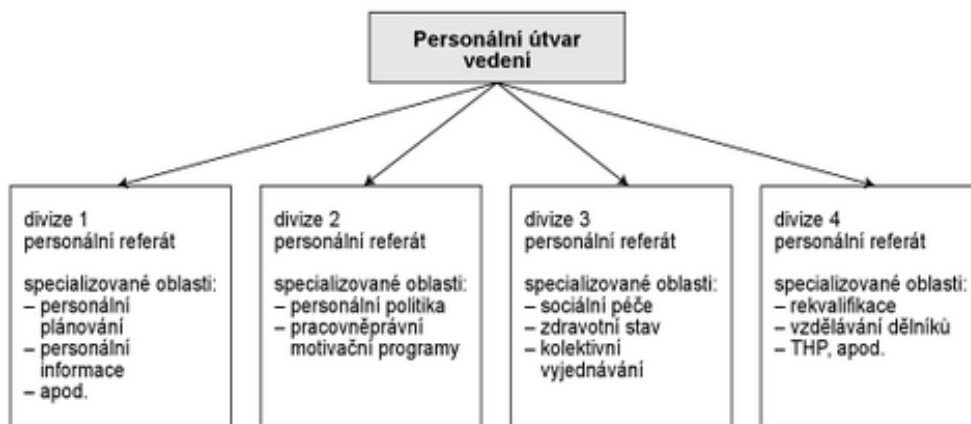 Personální útvar
vedení
divize 1
personální referát
specializované oblasti:
– personální
plánování
– personální
informace
– apod.
divize 2
personální referát
specializované oblasti:
– personální politika
– pracovněprávní
motivační programy
divize 3
personální referát
specializované oblasti:
– sociální péče
– zdravotní stav
– kolektivní
vyjednávání
divize 4
personální referát
specializované oblasti:
– rekvalifikace
– vzdělávání dělníků
– THP, apod.